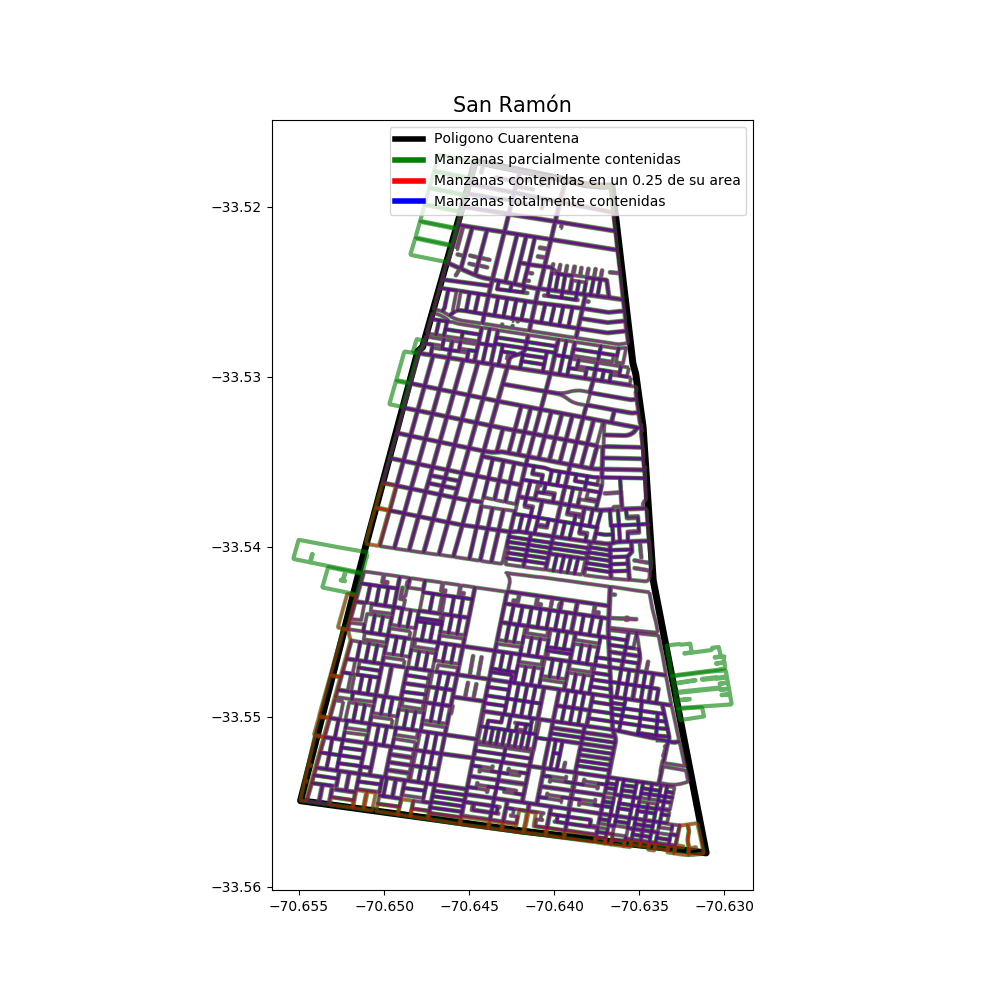 San Ramón
Poligono Cuarentena
Manzanas parcialmente contenidas
Manzanas contenidas en un 0.25 de su area
Manzanas totalmente contenidas
−33.52
−33.53
−33.54
−33.55
−33.56
−70.655 −70.650 −70.645 −70.640 −70.635 −70.630